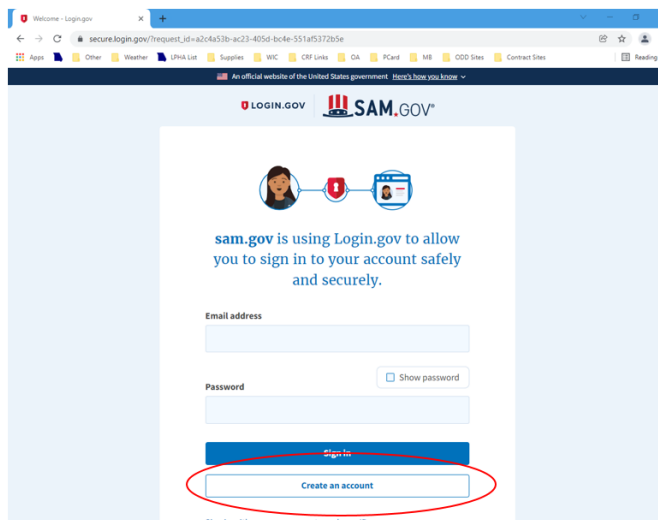 Welcome - Login.gov
secure.login.gov/?request_id=a2c4a53b-ac23-405d-bc4e-551af5372b5e
Apps Other Weather LPHA List Supplies WIC CRF Links OA PCard MB ODD Sites Contract Sites Reading
An official website of the United States government Here's how you know
LOGIN.GOV SAM.GOV®
sam.gov is using Login.gov to allow
you to sign in to your account safely
and securely.
Email address
Show password
Password
Sign in
Create an account